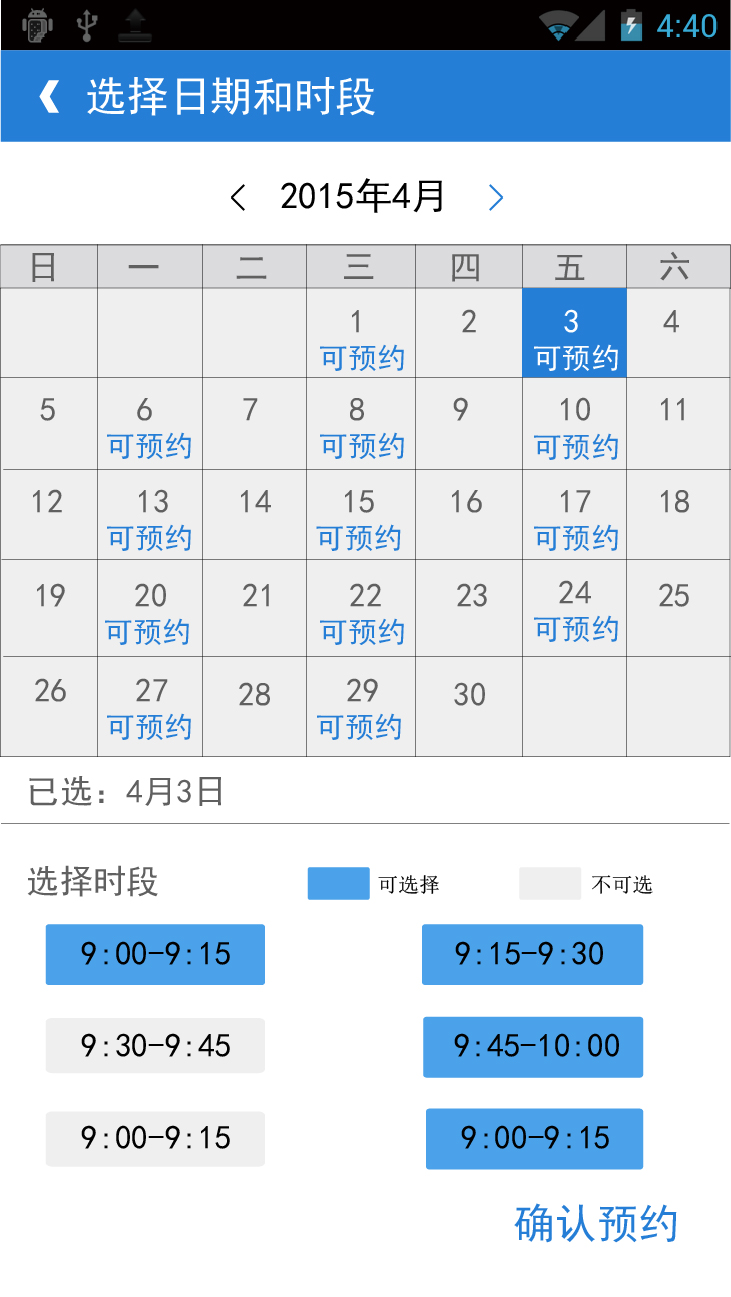 4:40
选择日期和时段
2015年4月
日 一 二 三 四 五 六
1 2 3 4
可预约 可预约
5 6 7 8 9 10 11
可预约 可预约 可预约
12 13 14 15 16 17 18
可预约 可预约 可预约
19 20 21 22 23 24 25
可预约 可预约 可预约
26 27 28 29 30
可预约 可预约
已选：4月3日
选择时段 可选择 不可选
9:00-9:15 9:15-9:30
9:30-9:45 9:45-10:00
9:00-9:15 9:00-9:15
确认预约